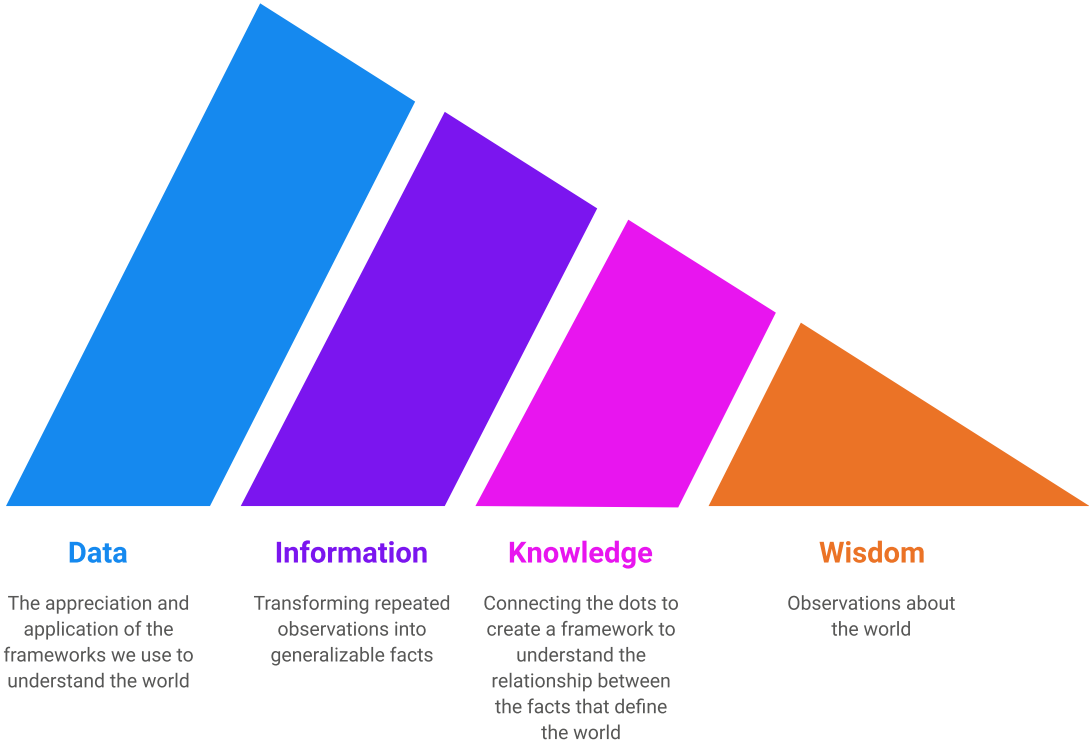 Data
The appreciation and
application of the
frameworks we use to
understand the world
Information
Transforming repeated
observations into
generalizable facts
Knowledge
Connecting the dots to
create a framework to
understand the
relationship between
the facts that define
the world
Wisdom
Observations about
the world